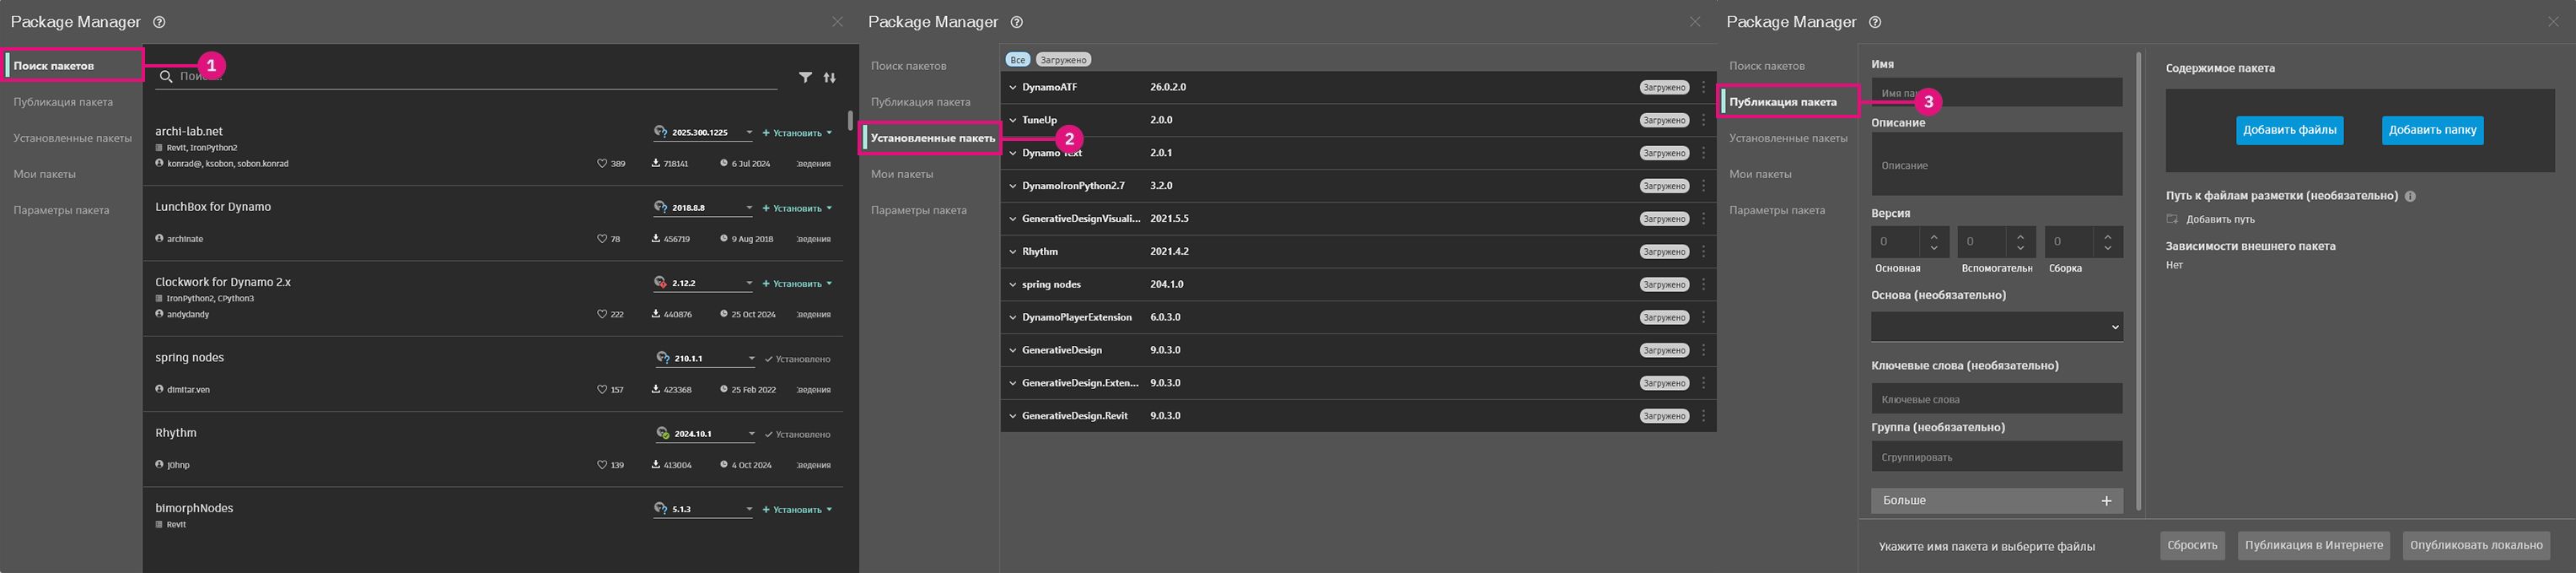 Package Manager
Поиск пакетов
1
Публикация пакета
Установленные пакеты
Мои пакеты
Параметры пакета
archi-lab.net
2025.300.1225
Установить
Revit, IronPython2
konrad@, ksobon, sobon.konrad
389
718141
6 Jul 2024
ведения
LunchBox for Dynamo
2018.8.8
Установить
archinate
78
456719
9 Aug 2018
ведения
Clockwork for Dynamo 2.x
2.12.2
Установить
IronPython2, CPython3
andydandy
222
440876
25 Oct 2024
ведения
spring nodes
210.1.1
Установлено
dimitar.ven
157
423368
25 Feb 2022
ведения
Rhythm
2024.10.1
Установлено
j0hnp
139
413004
4 Oct 2024
ведения
bimorphNodes
5.1.3
Установить
Revit
Package Manager
Поиск пакетов
Публикация пакета
Установленные пакеть
2
Мои пакеты
Параметры пакета
Все
Загружено
DynamoATF 26.0.2.0 Загружено
TuneUp 2.0.0 Загружено
Dynamo Text 2.0.1 Загружено
DynamoIronPython2.7 3.2.0 Загружено
GenerativeDesignVisuali... 2021.5.5 Загружено
Rhythm 2021.4.2 Загружено
spring nodes 204.1.0 Загружено
DynamoPlayerExtension 6.0.3.0 Загружено
GenerativeDesign 9.0.3.0 Загружено
GenerativeDesign.Exten... 9.0.3.0 Загружено
GenerativeDesign.Revit 9.0.3.0 Загружено
Package Manager
Поиск пакетов
Публикация пакета
3
Установленные пакеты
Мои пакеты
Параметры пакета
Имя
Имя
Описание
Описание
Версия
0 0 0
Основная Вспомогательн Сборка
Основа (необязательно)
Ключевые слова (необязательно)
Ключевые слова
Группа (необязательно)
Сгруппировать
Больше +
Содержимое пакета
Добавить файлы
Добавить папку
Путь к файлам разметки (необязательно)
Добавить путь
Зависимости внешнего пакета
Нет
Укажите имя пакета и выберите файлы
Сбросить
Публикация в Интернете
Опубликовать локально